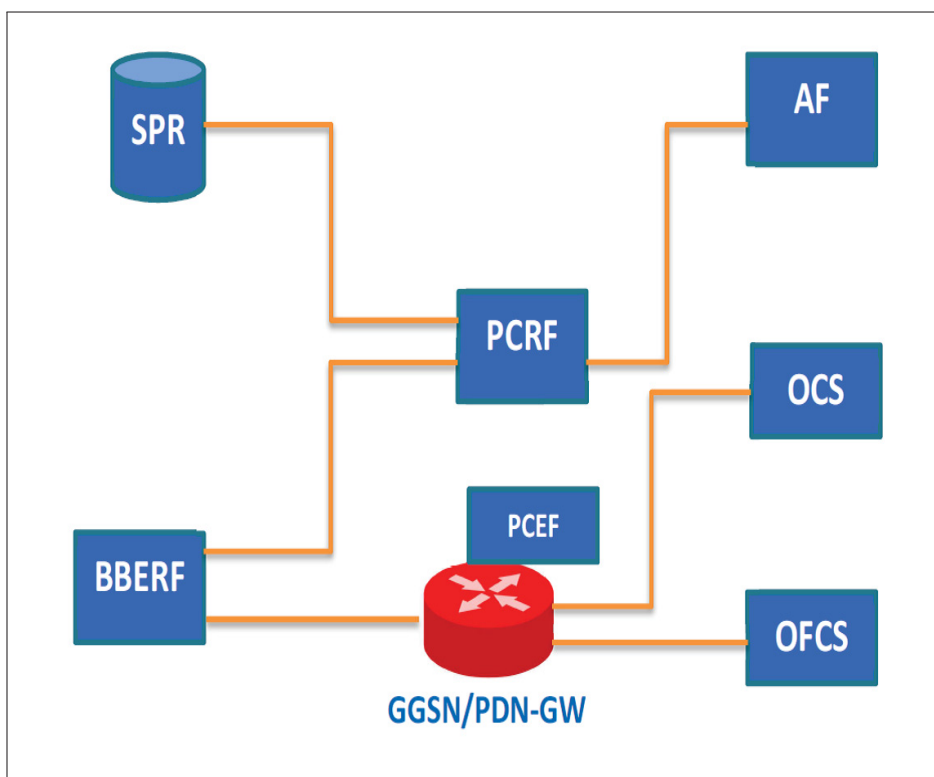 SPR
AF
PCRF
OCS
PCEF
BBERF
OFCS
GGSN/PDN-GW